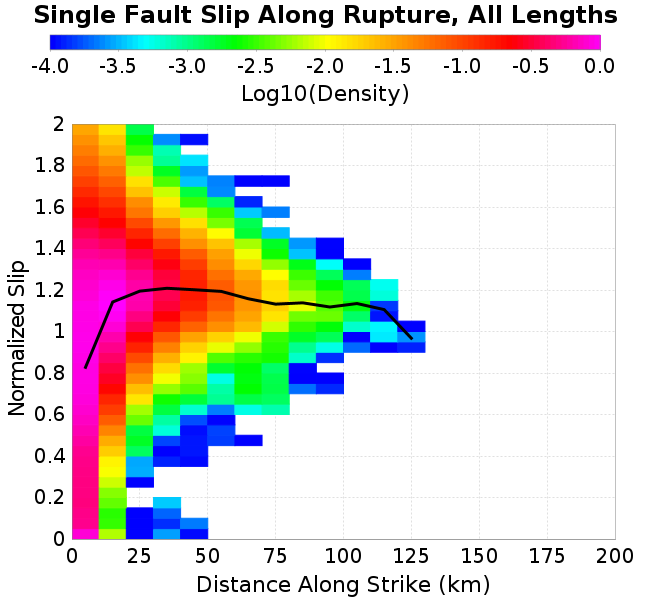 Single Fault Slip Along Rupture, All Lengths
-4.0 -3.5 -3.0 -2.5 -2.0 -1.5 -1.0 -0.5 0.0
Log10(Density)
2
1.8
1.6
1.4
1.2
1
0.8
0.6
0.4
0.2
0
Normalized Slip
0 25 50 75 100 125 150 175 200
Distance Along Strike (km)